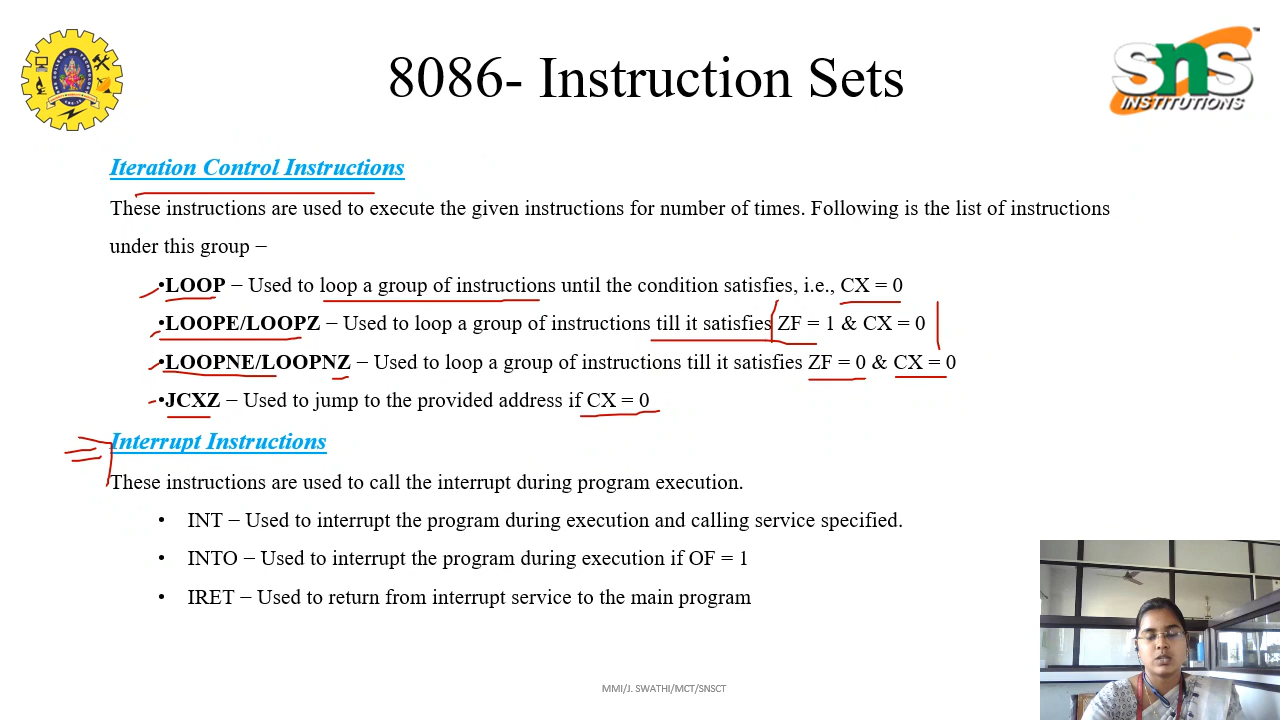 8086- Instruction Sets
sns
INSTITUTIONS
™
Iteration Control Instructions
These instructions are used to execute the given instructions for number of times. Following is the list of instructions
under this group −
•LOOP − Used to loop a group of instructions until the condition satisfies, i.e., CX = 0
•LOOPE/LOOPZ − Used to loop a group of instructions till it satisfies ZF = 1 & CX = 0
•LOOPNE/LOOPNZ − Used to loop a group of instructions till it satisfies ZF = 0 & CX = 0
•JCXZ − Used to jump to the provided address if CX = 0
Interrupt Instructions
These instructions are used to call the interrupt during program execution.
• INT − Used to interrupt the program during execution and calling service specified.
• INTO − Used to interrupt the program during execution if OF = 1
• IRET − Used to return from interrupt service to the main program
MMI/J. SWATHI/MCT/SNSCT